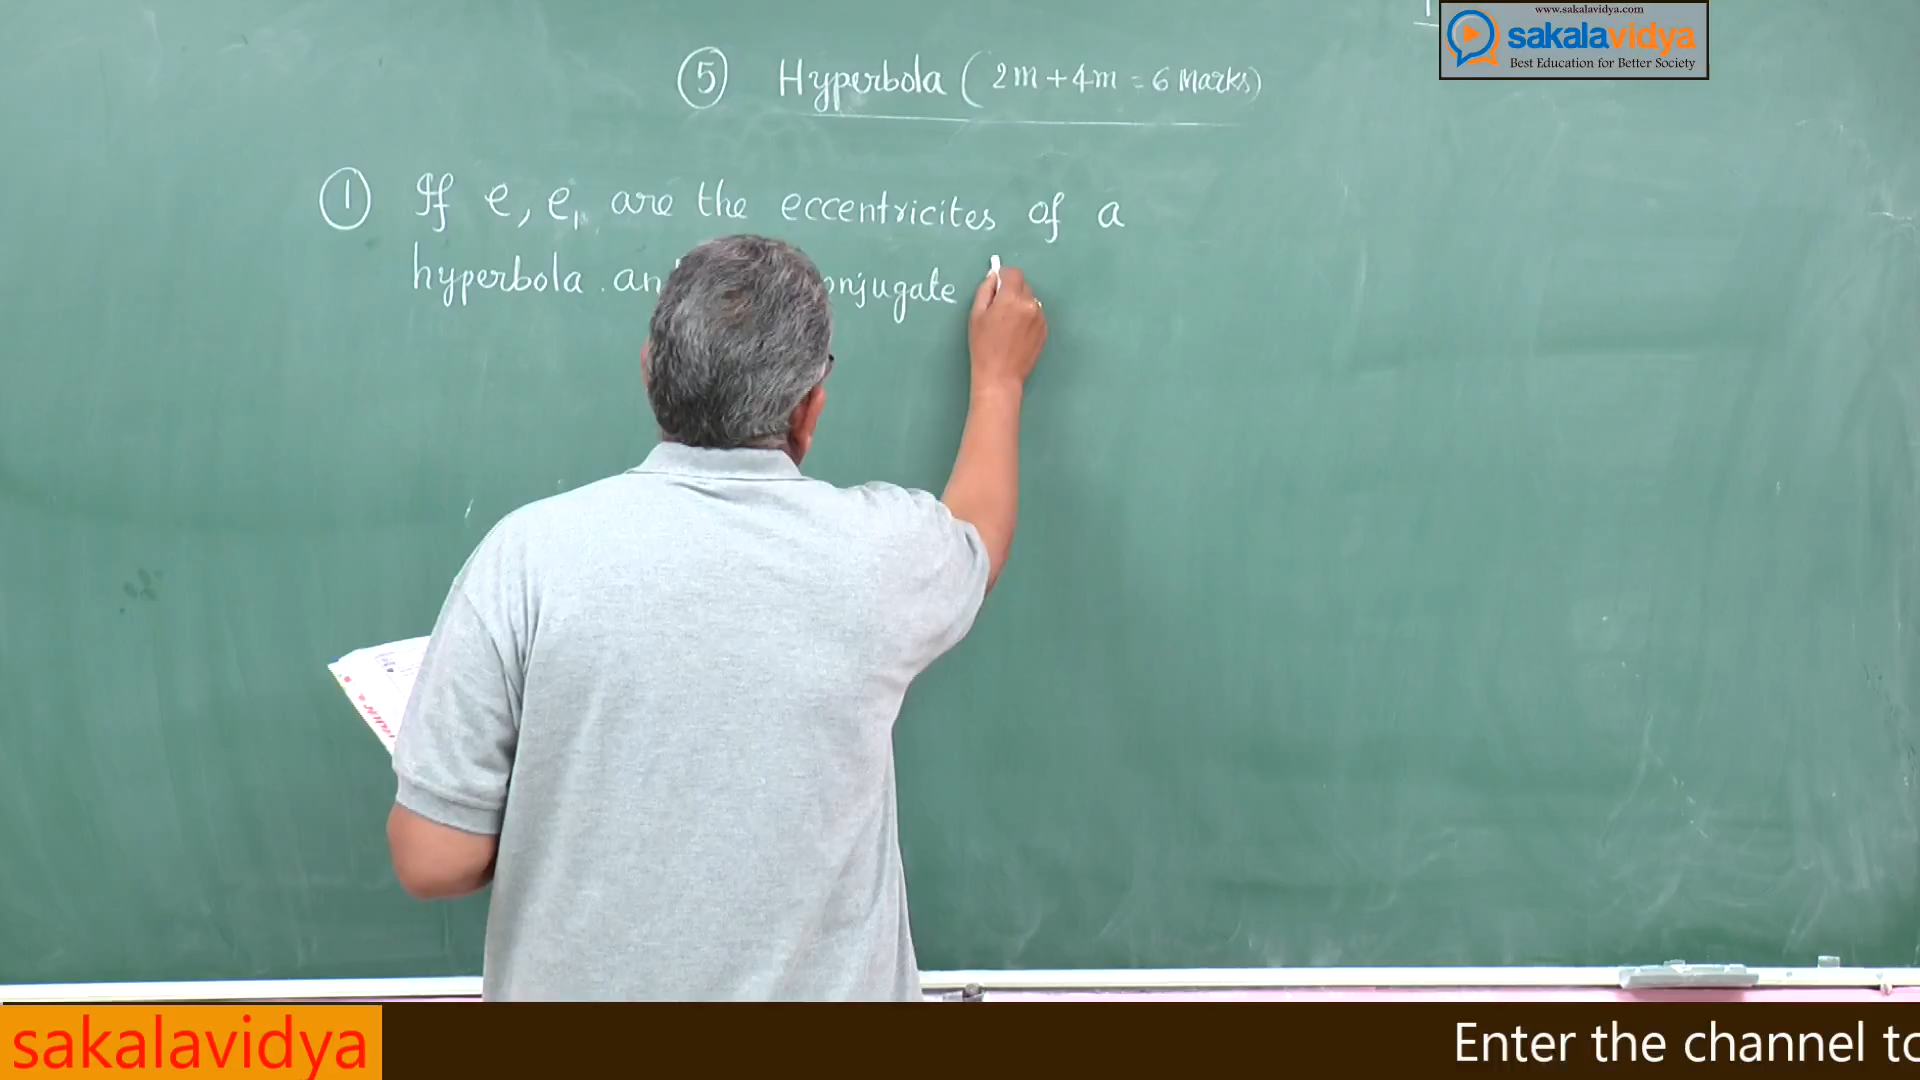 www.sakalavidya.com
sakalavidya
Best Education for Better Society
5 Hyperbola (2m+4m = 6 Marks)
1 If e, e₁ are the eccentricites of a
hyperbola an onjugate
sakalavidya
Enter the channel to